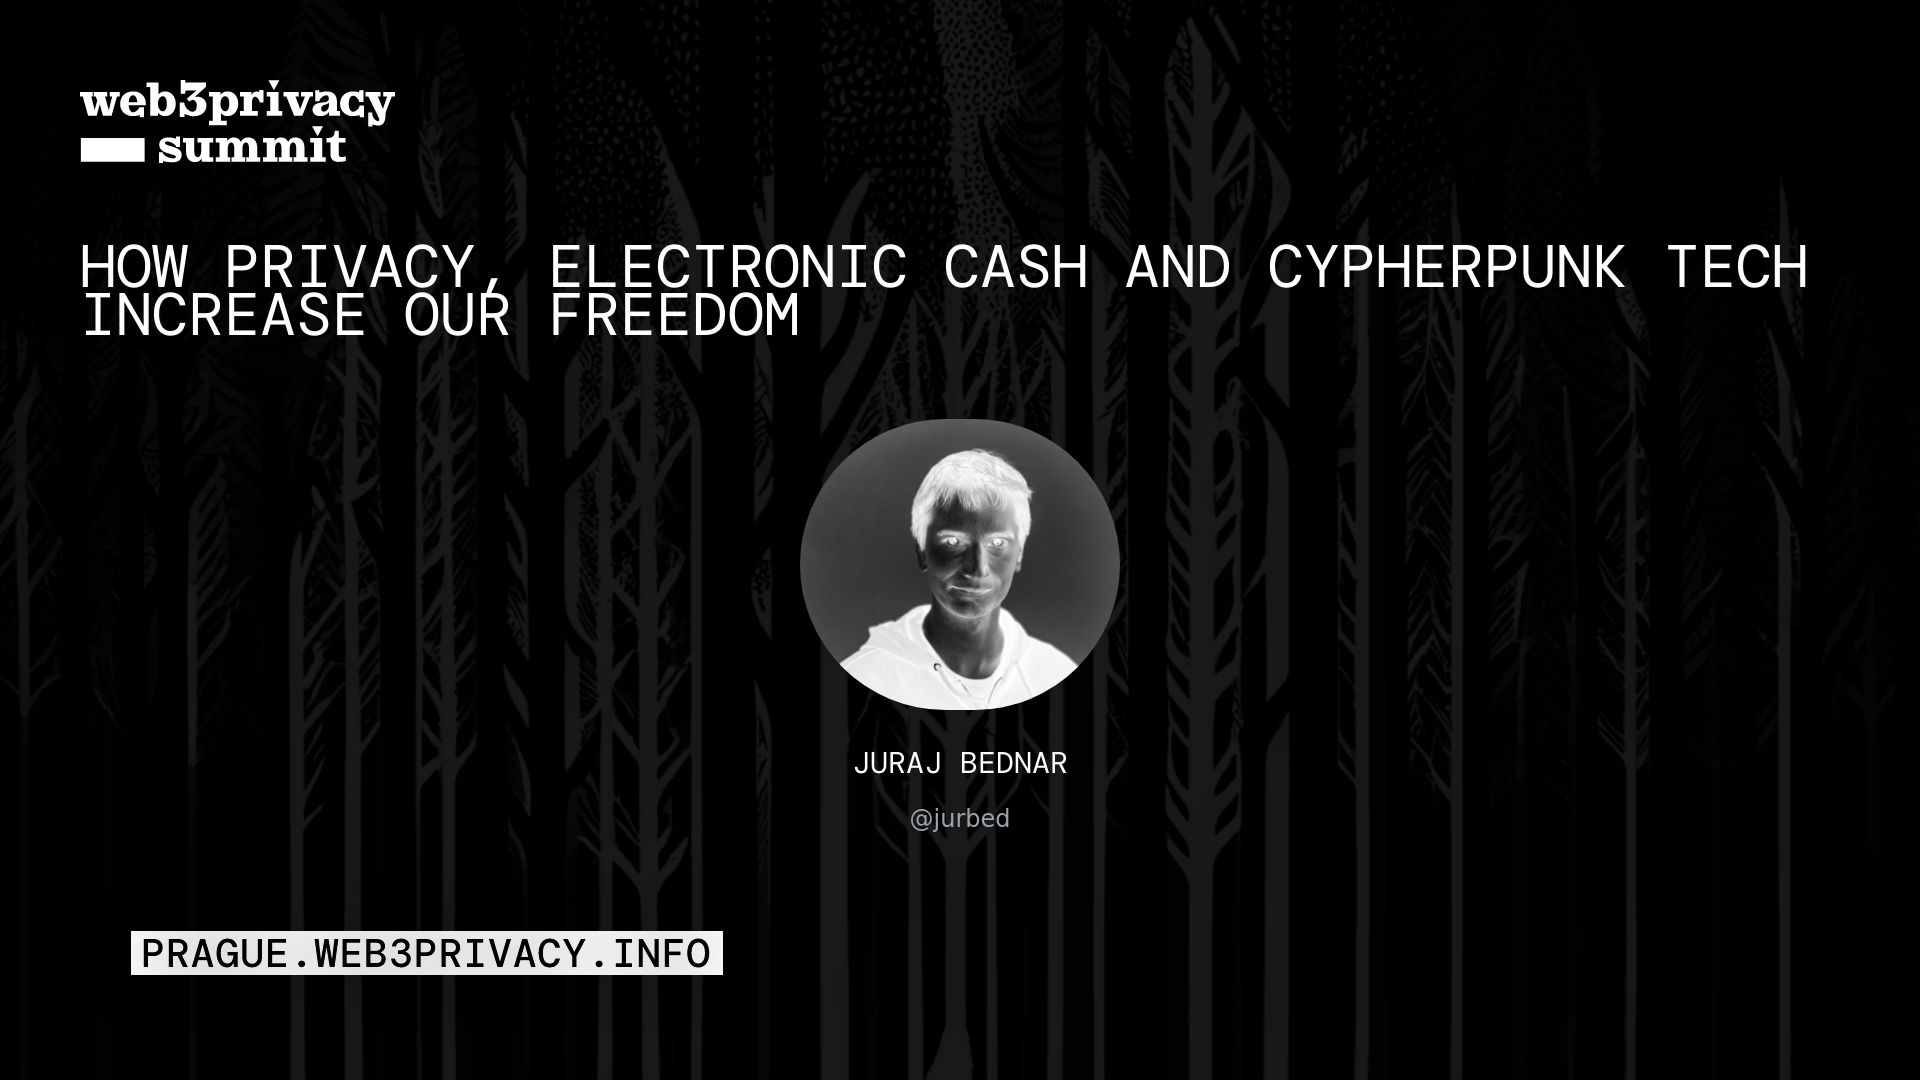 web3privacy
summit
HOW PRIVACY, ELECTRONIC CASH AND CYPHERPUNK TECH
INCREASE OUR FREEDOM
JURAJ BEDNAR
@jurbed
PRAGUE.WEB3PRIVACY.INFO